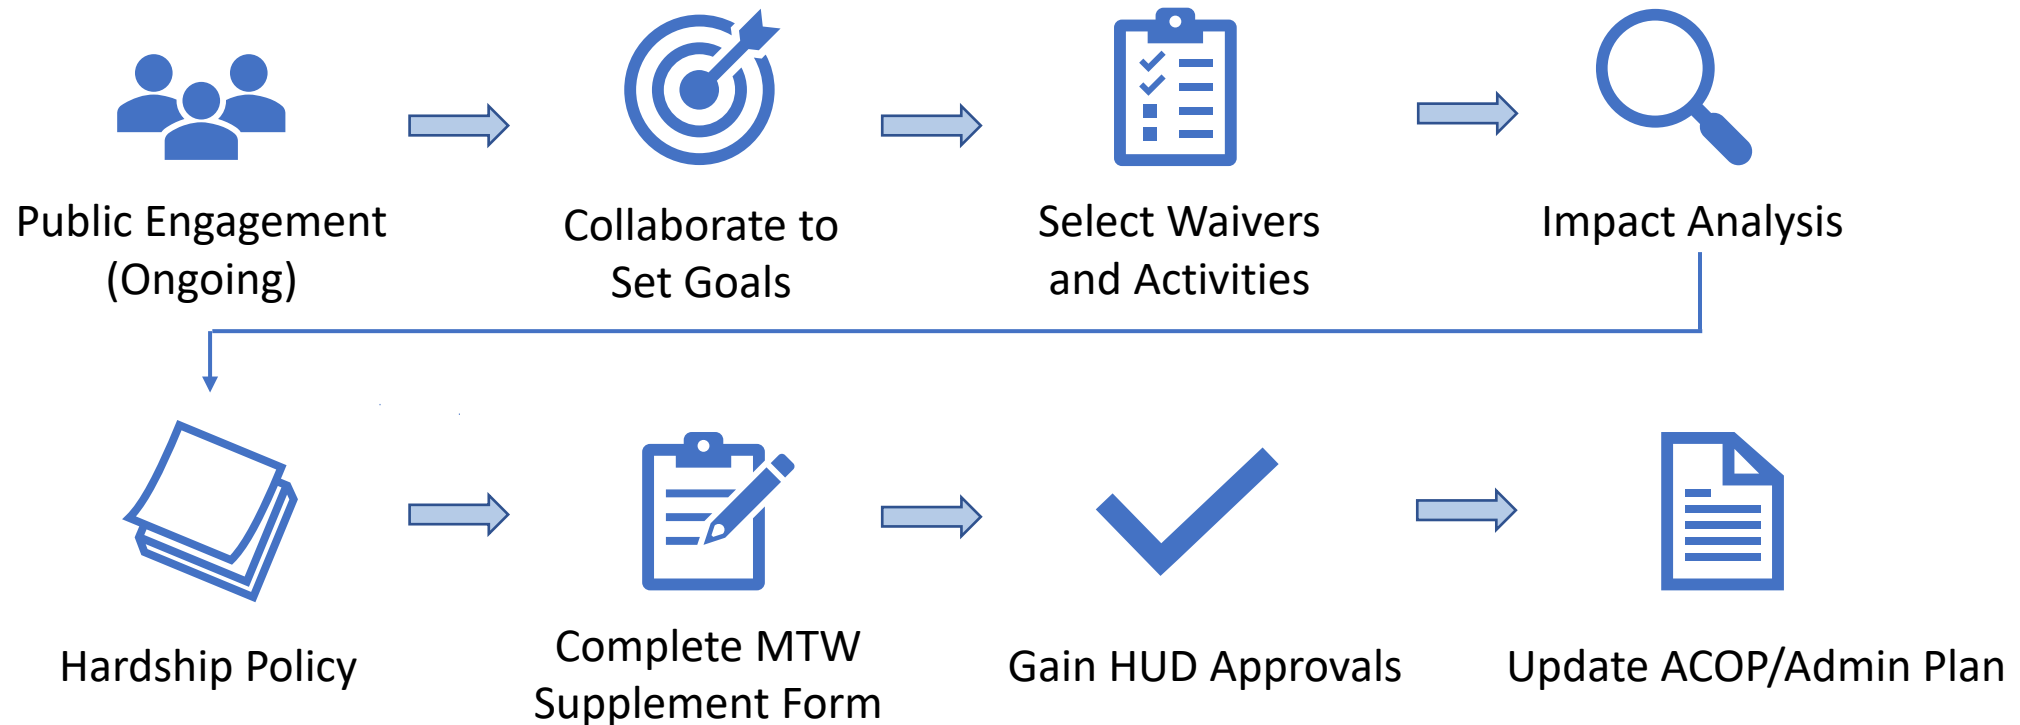 Public Engagement
(Ongoing)
Collaborate to
Set Goals
Select Waivers
and Activities
Impact Analysis
Hardship Policy
Complete MTW
Supplement Form
Gain HUD Approvals
Update ACOP/Admin Plan